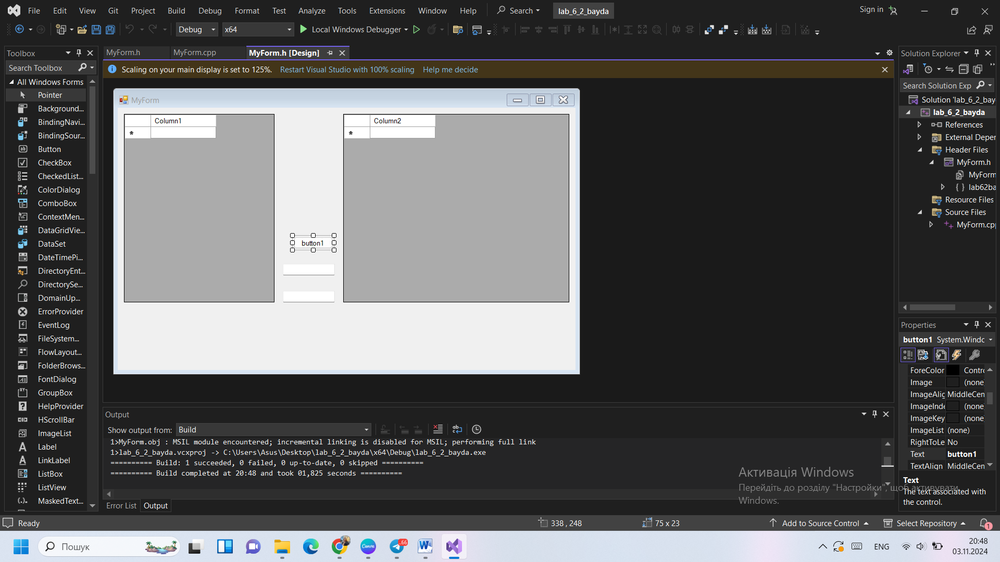 File Edit View Git Project Build Debug Format Test Analyze Tools Extensions Window Help Search lab_6_2_bayda Sign in
Debug x64 Local Windows Debugger
Toolbox
Search Toolbox
All Windows Forms
Pointer
Background...
BindingNavi...
BindingSour...
Button
CheckBox
CheckedList...
ColorDialog
ComboBox
ContextMen...
DataGridVie...
DataSet
DateTimePi...
DirectoryEnt...
DirectorySe...
DomainUp...
ErrorProvider
EventLog
FileSystem...
FlowLayout...
FolderBrows...
FontDialog
GroupBox
HelpProvider
HScrollBar
ImageList
Label
LinkLabel
ListBox
ListView
MaskedText...
MyForm.h MyForm.cpp MyForm.h [Design]
Scaling on your main display is set to 125%. Restart Visual Studio with 100% scaling Help me decide
MyForm
Column1
*
button1
Column2
*
Output
Show output from: Build
1>MyForm.obj : MSIL module encountered; incremental linking is disabled for MSIL; performing full link
1>lab_6_2_bayda.vcxproj -> C:\Users\Asus\Desktop\lab_6_2_bayda\x64\Debug\lab_6_2_bayda.exe
========== Build: 1 succeeded, 0 failed, 0 up-to-date, 0 skipped ==========
========== Build completed at 20:48 and took 01,825 seconds ==========
Error List Output
Solution Explorer
Search Solution Exp
Solution 'lab_6_2_bay
lab_6_2_bayda
References
External Deper
Header Files
MyForm.h
MyForm
lab62ba
Resource Files
Source Files
MyForm.cpp
Properties
button1 System.Windo
ForeColor Contro
Image (none
ImageAlig MiddleCen
ImageInde (none
ImageKey (none
ImageList (none)
RightToLe No
Text button1
TextAlign MiddleCen
Text
The text associated with
the control.
Активація Windows
Перейдіть до розділу "Настройки", щоб активувати
Windows.
Ready 338 , 248 75 x 23 Add to Source Control Select Repository 1
Пошук Canva 66 W ENG 20:48
03.11.2024